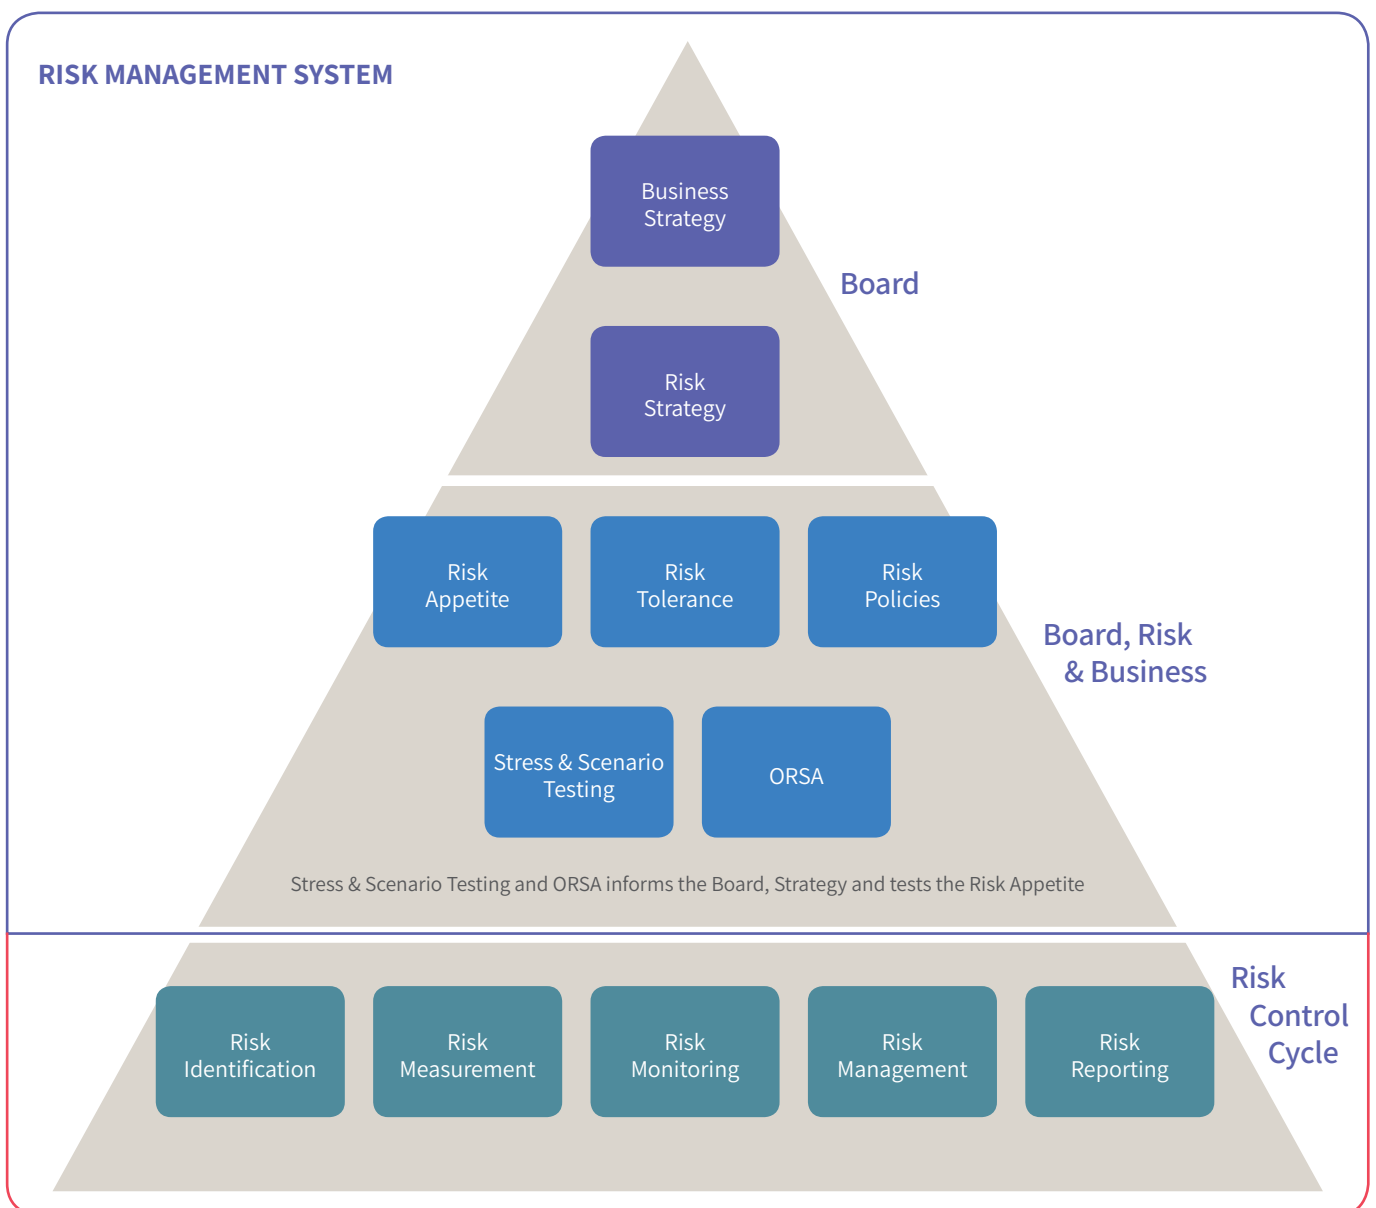 RISK MANAGEMENT SYSTEM
Business
Strategy
Board
Risk
Strategy
Risk
Appetite
Risk
Tolerance
Risk
Policies
Board, Risk
& Business
Stress & Scenario
Testing
ORSA
Stress & Scenario Testing and ORSA informs the Board, Strategy and tests the Risk Appetite
Risk
Control
Cycle
Risk
Identification
Risk
Measurement
Risk
Monitoring
Risk
Management
Risk
Reporting